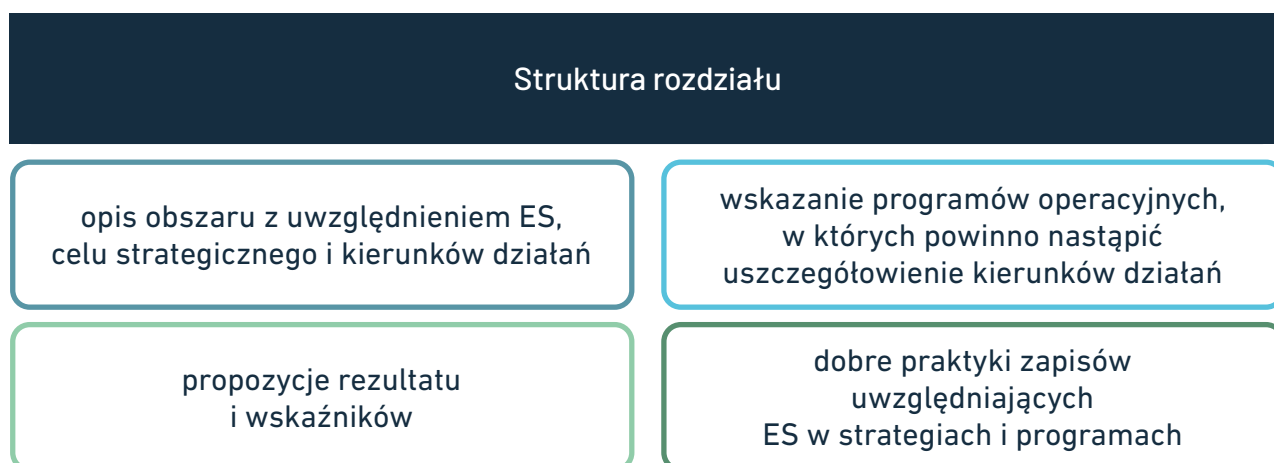 Struktura rozdziału
opis obszaru z uwzględnieniem ES,
celu strategicznego i kierunków działań
wskazanie programów operacyjnych,
w których powinno nastąpić
uszczegółowienie kierunków działań
propozycje rezultatu
i wskaźników
dobre praktyki zapisów
uwzględniających
ES w strategiach i programach